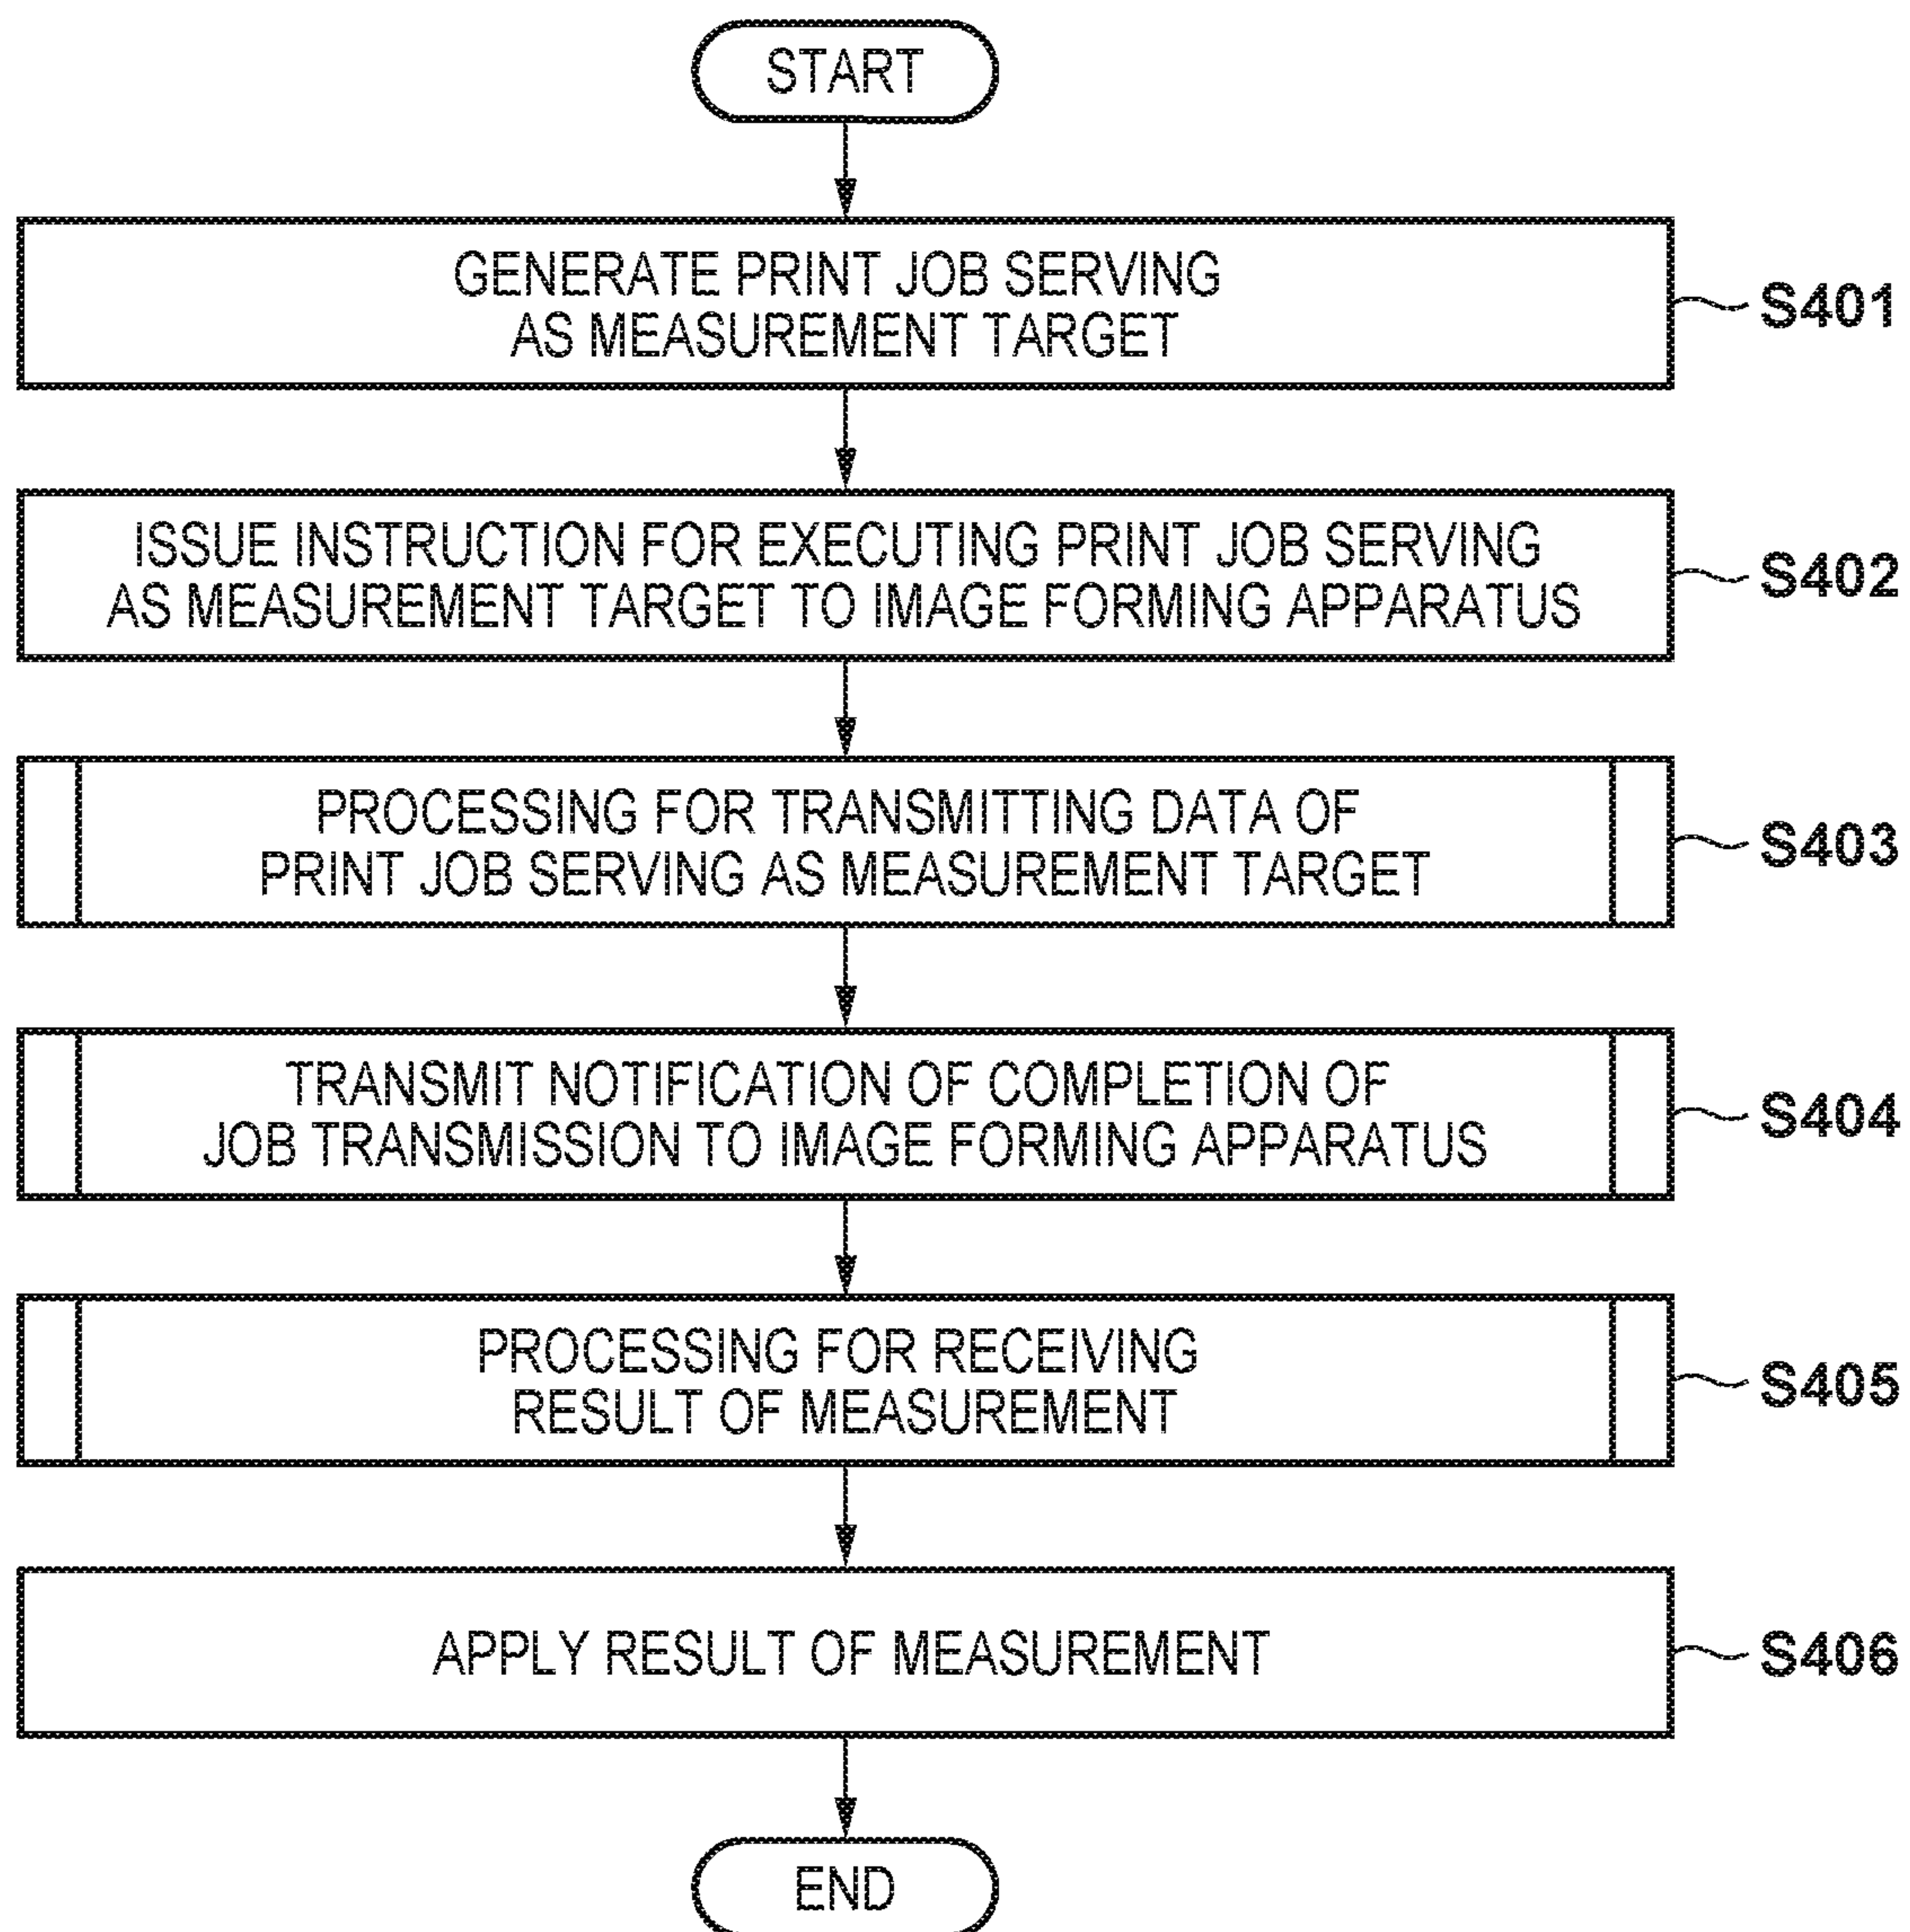 START
GENERATE PRINT JOB SERVING
AS MEASUREMENT TARGET
S401
ISSUE INSTRUCTION FOR EXECUTING PRINT JOB SERVING
AS MEASUREMENT TARGET TO IMAGE FORMING APPARATUS
S402
PROCESSING FOR TRANSMITTING DATA OF
PRINT JOB SERVING AS MEASUREMENT TARGET
S403
TRANSMIT NOTIFICATION OF COMPLETION OF
JOB TRANSMISSION TO IMAGE FORMING APPARATUS
S404
PROCESSING FOR RECEIVING
RESULT OF MEASUREMENT
S405
APPLY RESULT OF MEASUREMENT
S406
END